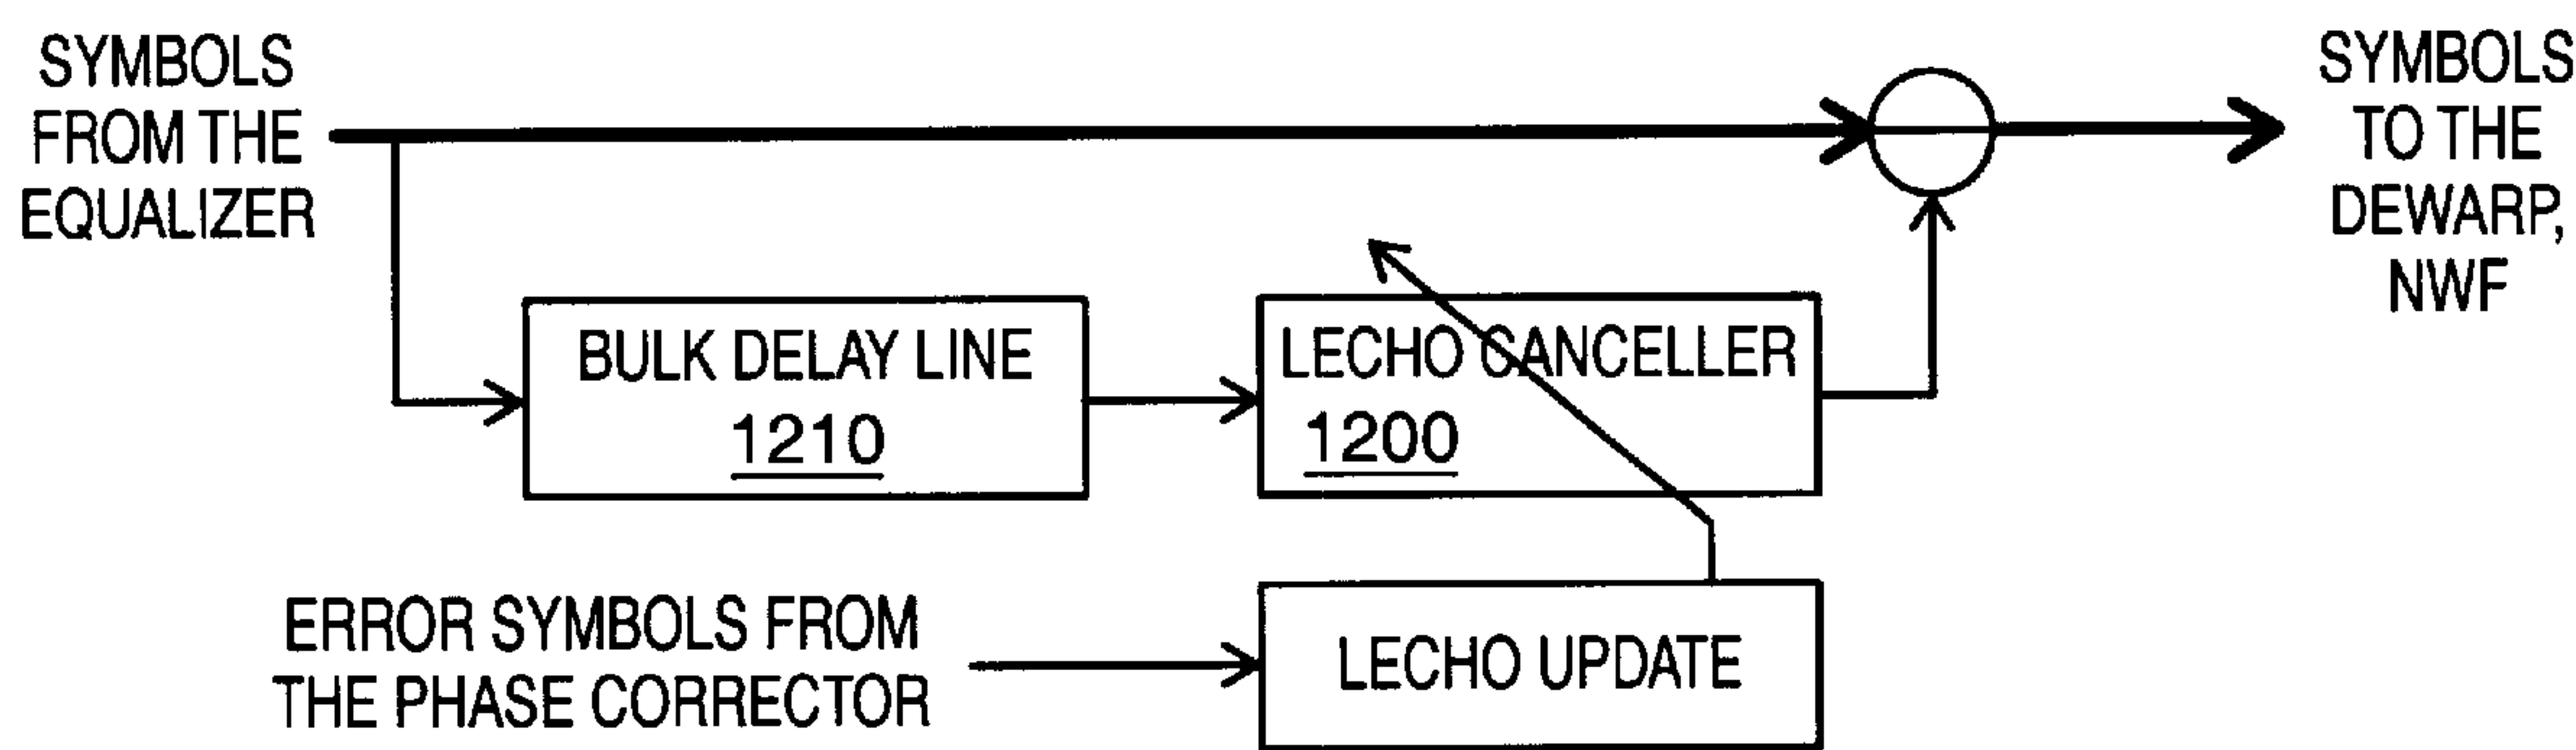 SYMBOLS
FROM THE
EQUALIZER
SYMBOLS
TO THE
DEWARP,
NWF
BULK DELAY LINE
1210
LECHO CANCELLER
1200
ERROR SYMBOLS FROM
THE PHASE CORRECTOR
LECHO UPDATE